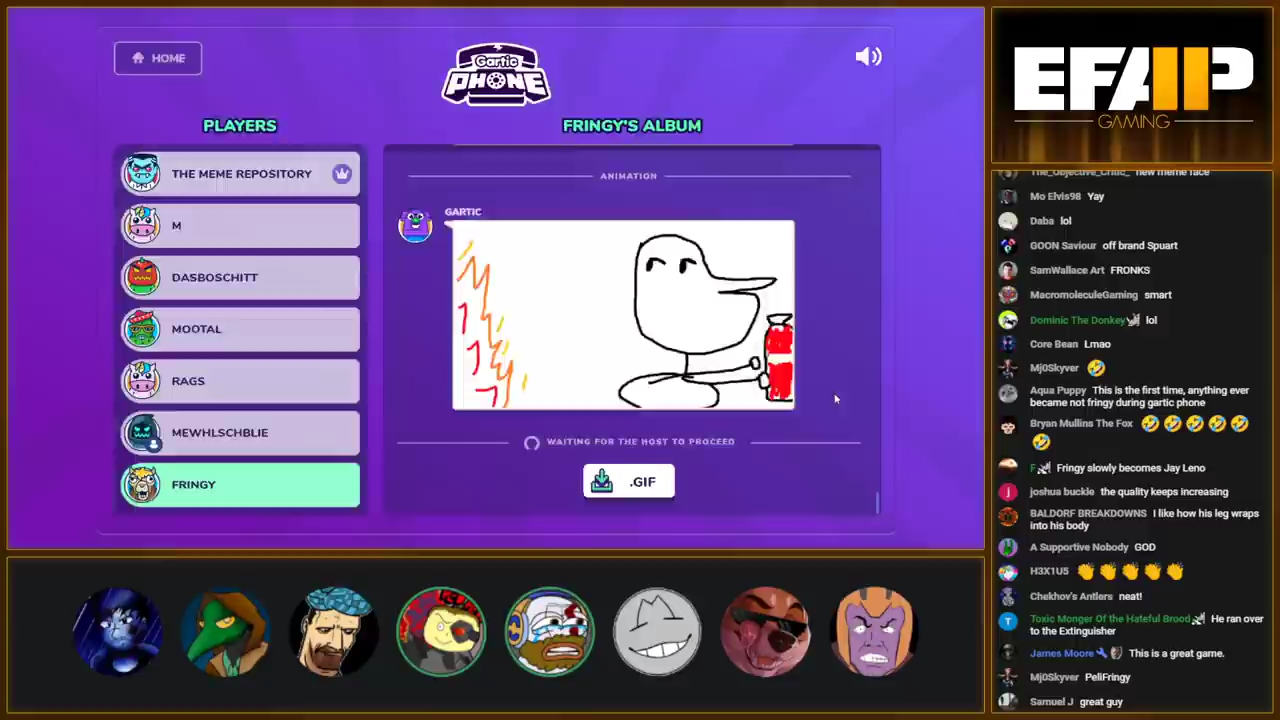 HOME
Gartic
PHONE
PLAYERS
THE MEME REPOSITORY
M
DASBOSCHITT
MOOTAL
RAGS
MEWHLSCHBLIE
FRINGY
FRINGY'S ALBUM
ANIMATION
GARTIC
WAITING FOR THE HOST TO PROCEED
.GIF
EFAP
GAMING
The_Objective_Critic_ new meme face
Mo Elvis98 Yay
Daba lol
GOON Saviour off brand Spuart
SamWallace Art FRONKS
MacromoleculeGaming smart
Dominic The Donkey lol
Core Bean Lmao
Mj0Skyver 🤣
Aqua Puppy This is the first time, anything ever
became not fringy during gartic phone
Bryan Mullins The Fox 🤣🤣🤣🤣🤣
🤣
F Fringy slowly becomes Jay Leno
joshua buckle the quality keeps increasing
BALDORF BREAKDOWNS I like how his leg wraps
into his body
A Supportive Nobody GOD
H3X1U5 👏👏👏👏👏
Chekhov's Antlers neat!
Toxic Monger Of the Hateful Brood He ran over
to the Extinguisher
James Moore This is a great game.
Mj0Skyver PeliFringy
Samuel J great guy